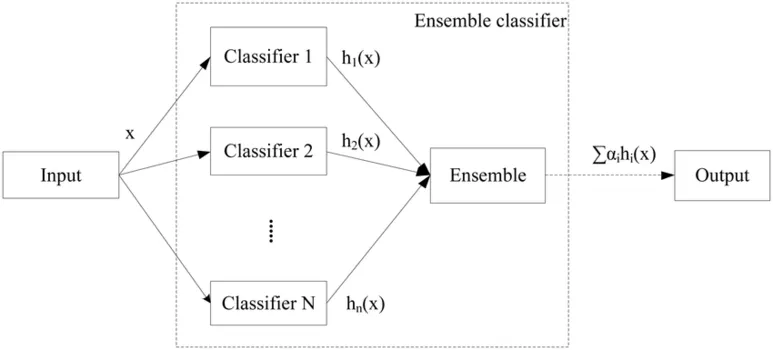 Ensemble classifier
Classifier 1
h₁(x)
x
Classifier 2
h₂(x)
Input
Ensemble
∑αᵢhᵢ(x)
Output
Classifier N
hₙ(x)